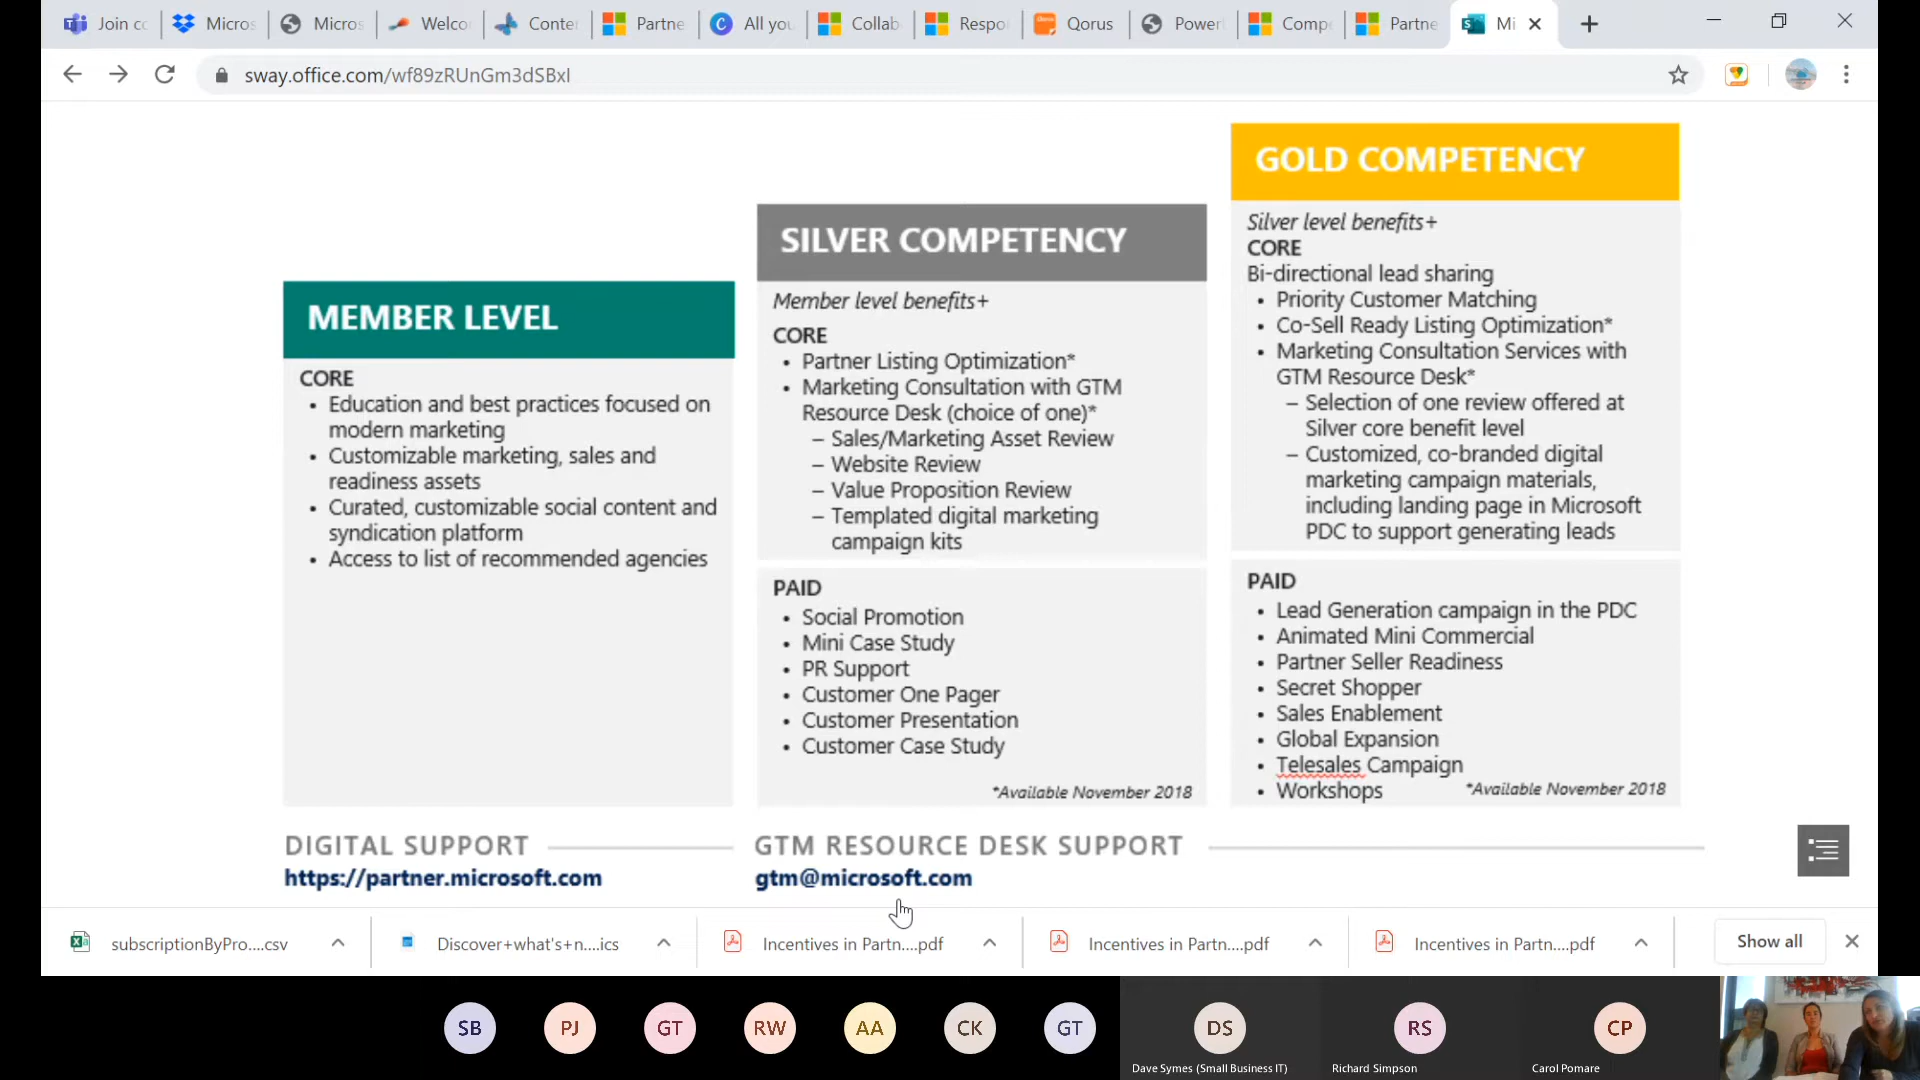 Join cc
Micros
Micros
Welco
Conte
Partne
All you
Collab
Respo
Qorus
Power
Compe
Partne
Mi
sway.office.com/wf89zRUnGm3dSBxI
MEMBER LEVEL
CORE
• Education and best practices focused on
modern marketing
• Customizable marketing, sales and
readiness assets
• Curated, customizable social content and
syndication platform
• Access to list of recommended agencies
SILVER COMPETENCY
Member level benefits+
CORE
• Partner Listing Optimization*
• Marketing Consultation with GTM
Resource Desk (choice of one)*
– Sales/Marketing Asset Review
– Website Review
– Value Proposition Review
– Templated digital marketing
campaign kits
PAID
• Social Promotion
• Mini Case Study
• PR Support
• Customer One Pager
• Customer Presentation
• Customer Case Study
*Available November 2018
GOLD COMPETENCY
Silver level benefits+
CORE
Bi-directional lead sharing
• Priority Customer Matching
• Co-Sell Ready Listing Optimization*
• Marketing Consultation Services with
GTM Resource Desk*
– Selection of one review offered at
Silver core benefit level
– Customized, co-branded digital
marketing campaign materials,
including landing page in Microsoft
PDC to support generating leads
PAID
• Lead Generation campaign in the PDC
• Animated Mini Commercial
• Partner Seller Readiness
• Secret Shopper
• Sales Enablement
• Global Expansion
• Telesales Campaign
• Workshops
*Available November 2018
DIGITAL SUPPORT
https://partner.microsoft.com
GTM RESOURCE DESK SUPPORT
gtm@microsoft.com
subscriptionByPro....csv
Discover+what's+n....ics
Incentives in Partn....pdf
Incentives in Partn....pdf
Incentives in Partn....pdf
Show all
SB
PJ
GT
RW
AA
CK
GT
DS
Dave Symes (Small Business IT)
RS
Richard Simpson
CP
Carol Pomare